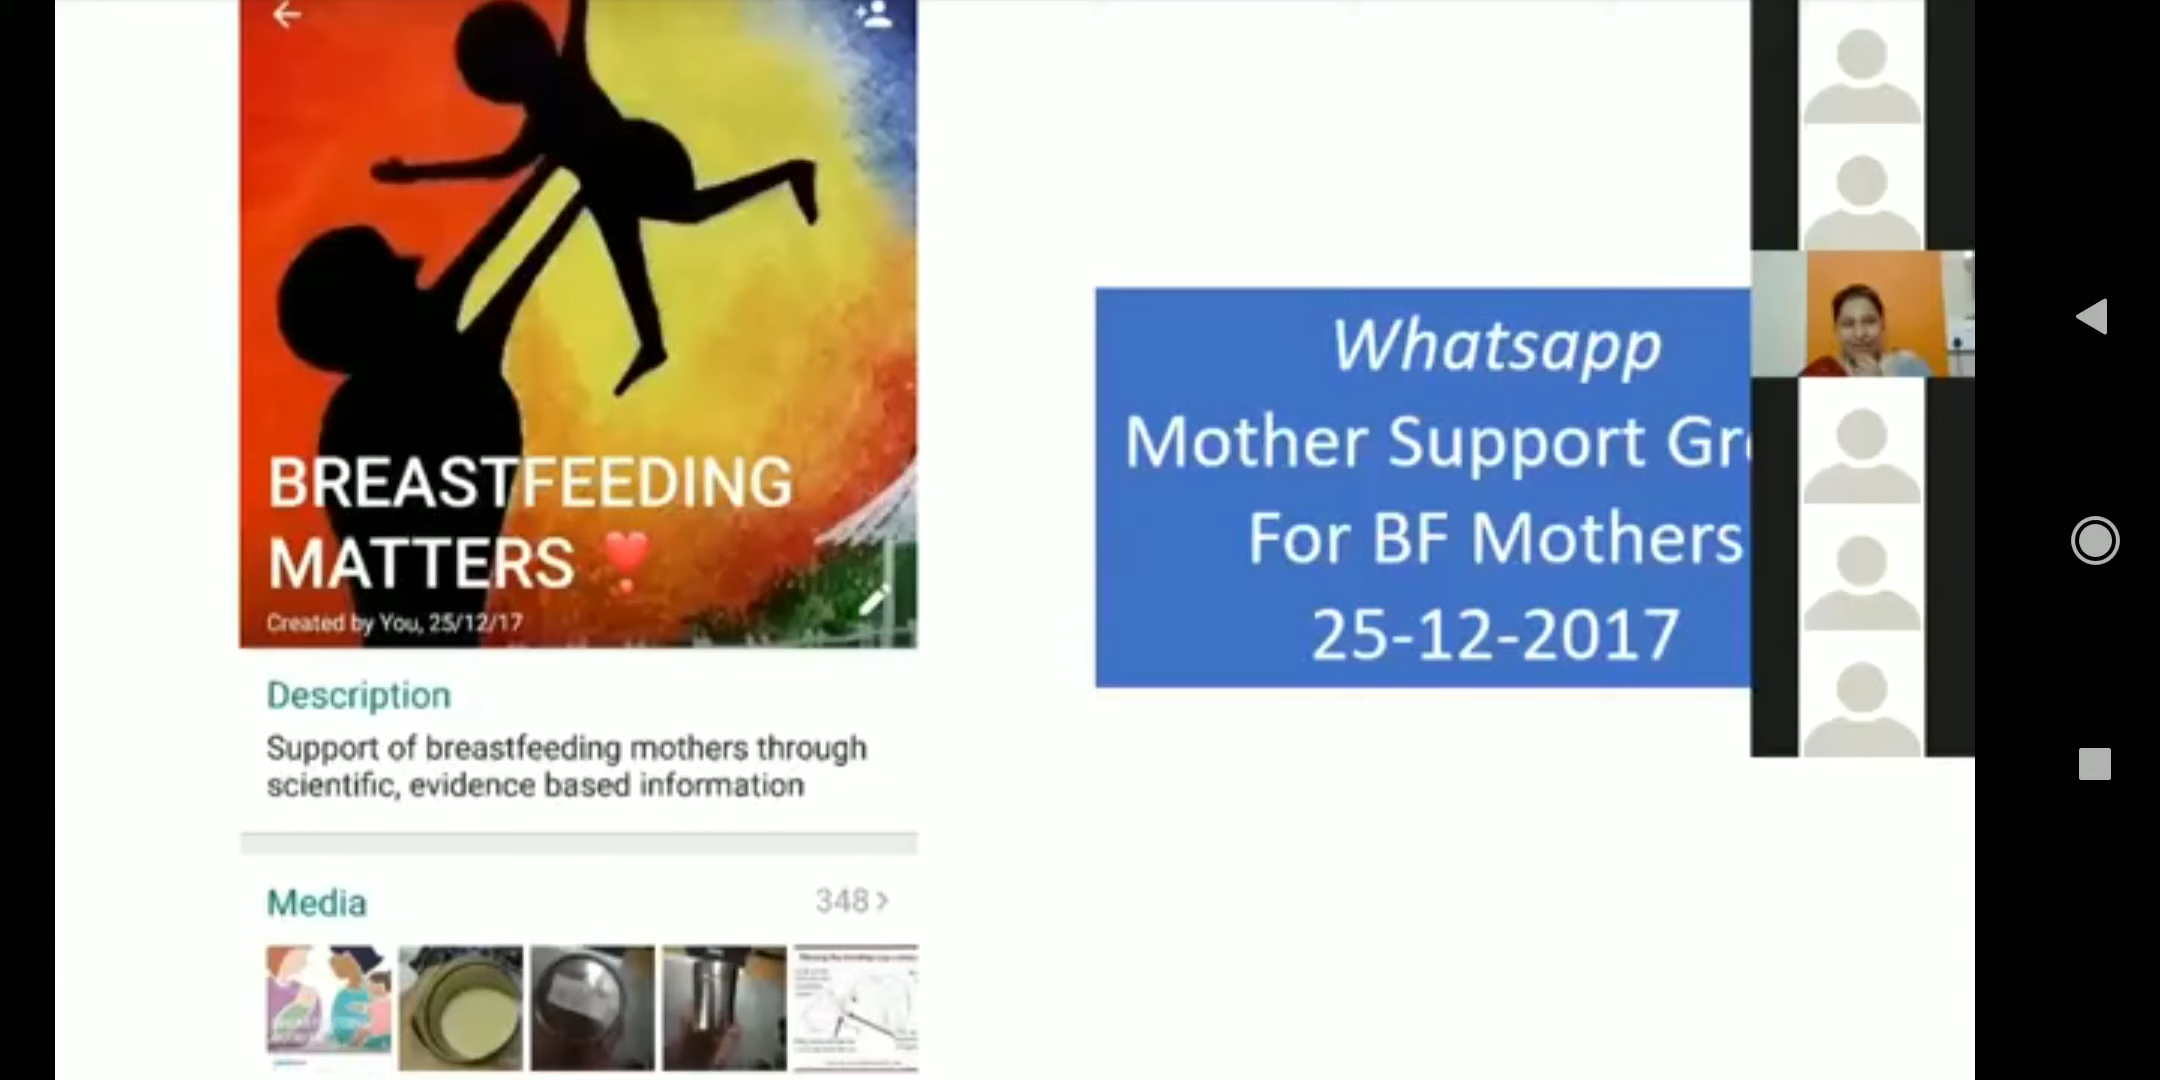 BREASTFEEDING
MATTERS ❣
Created by You, 25/12/17
Description
Support of breastfeeding mothers through
scientific, evidence based information
Media
348 >
Whatsapp
Mother Support Gr
For BF Mothers
25-12-2017